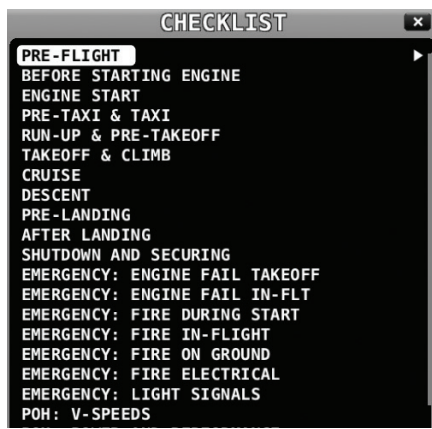 CHECKLIST
PRE-FLIGHT
BEFORE STARTING ENGINE
ENGINE START
PRE-TAXI & TAXI
RUN-UP & PRE-TAKEOFF
TAKEOFF & CLIMB
CRUISE
DESCENT
PRE-LANDING
AFTER LANDING
SHUTDOWN AND SECURING
EMERGENCY: ENGINE FAIL TAKEOFF
EMERGENCY: ENGINE FAIL IN-FLT
EMERGENCY: FIRE DURING START
EMERGENCY: FIRE IN-FLIGHT
EMERGENCY: FIRE ON GROUND
EMERGENCY: FIRE ELECTRICAL
EMERGENCY: LIGHT SIGNALS
POH: V-SPEEDS